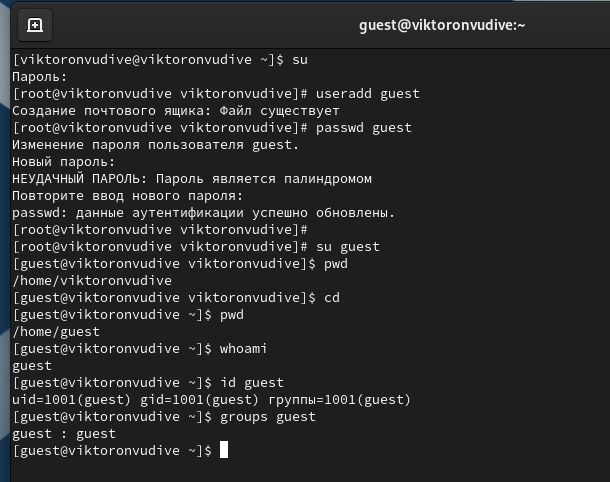 guest@viktoronvudive:~
[viktoronvudive@viktoronvudive ~]$ su
Пароль:
[root@viktoronvudive viktoronvudive]# useradd guest
Создание почтового ящика: Файл существует
[root@viktoronvudive viktoronvudive]# passwd guest
Изменение пароля пользователя guest.
Новый пароль:
НЕУДАЧНЫЙ ПАРОЛЬ: Пароль является палиндромом
Повторите ввод нового пароля:
passwd: данные аутентификации успешно обновлены.
[root@viktoronvudive viktoronvudive]#
[root@viktoronvudive viktoronvudive]# su guest
[guest@viktoronvudive viktoronvudive]$ pwd
/home/viktoronvudive
[guest@viktoronvudive viktoronvudive]$ cd
[guest@viktoronvudive ~]$ pwd
/home/guest
[guest@viktoronvudive ~]$ whoami
guest
[guest@viktoronvudive ~]$ id guest
uid=1001(guest) gid=1001(guest) группы=1001(guest)
[guest@viktoronvudive ~]$ groups guest
guest : guest
[guest@viktoronvudive ~]$